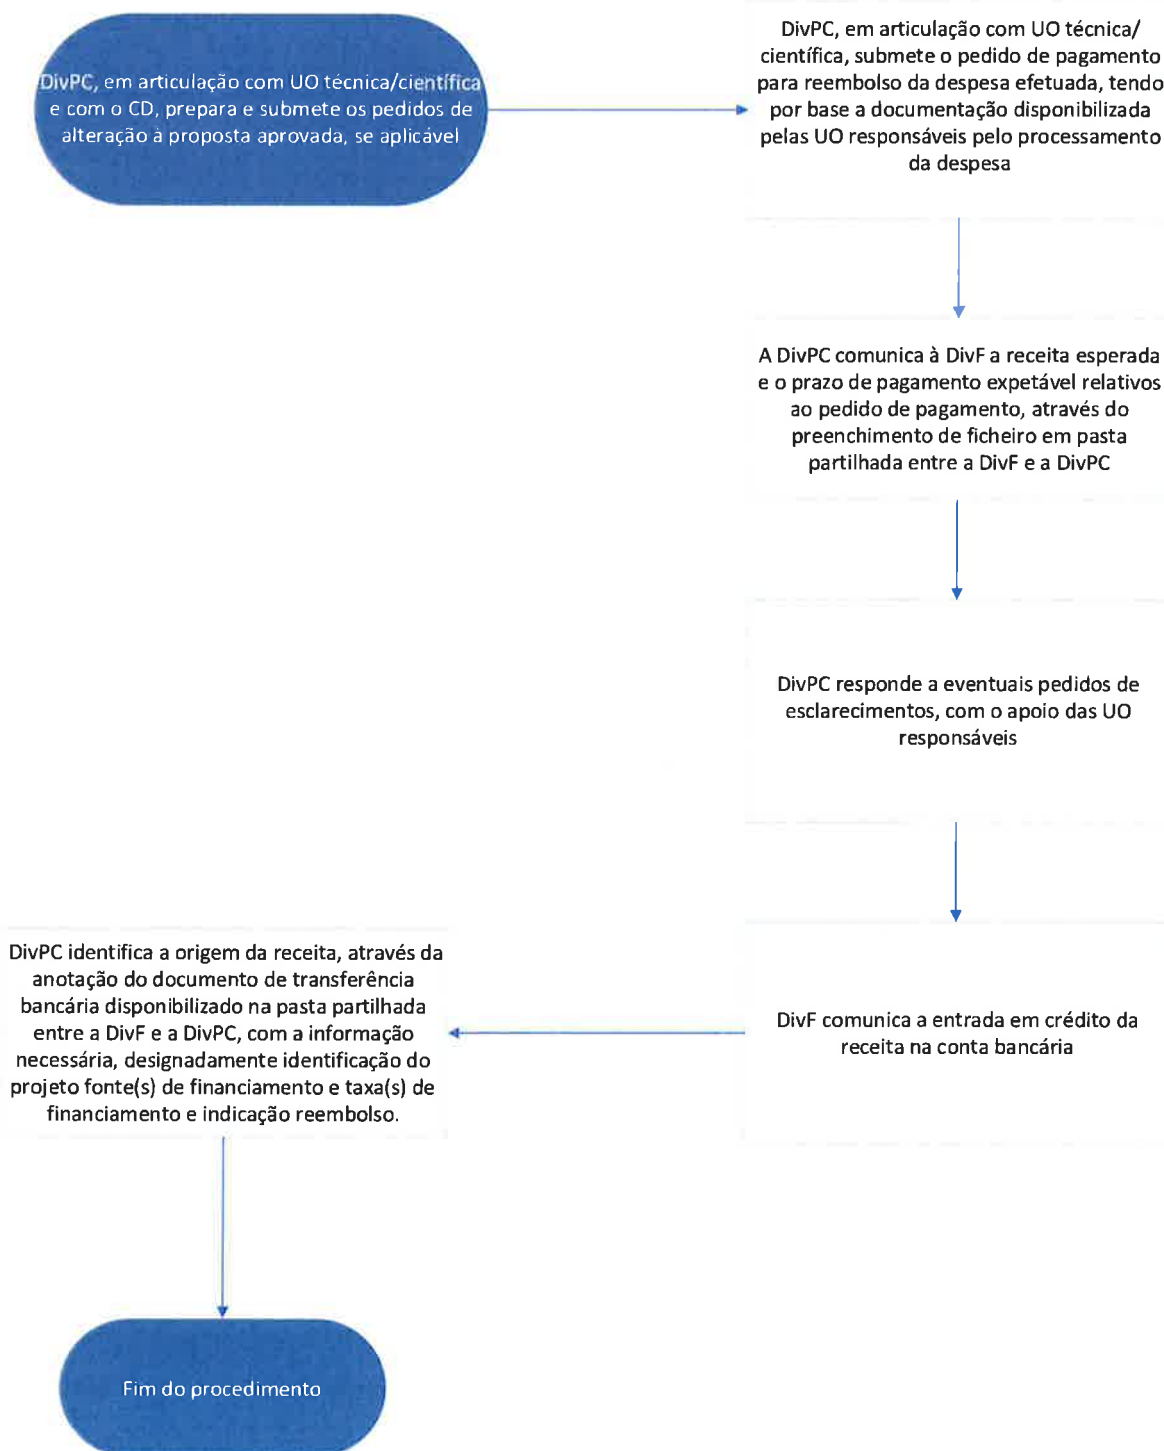 DivPC, em articulação com UO técnica/científica
e com o CD, prepara e submete os pedidos de
alteração à proposta aprovada, se aplicável
DivPC, em articulação com UO técnica/
científica, submete o pedido de pagamento
para reembolso da despesa efetuada, tendo
por base a documentação disponibilizada
pelas UO responsáveis pelo processamento
da despesa
A DivPC comunica à DivF a receita esperada
e o prazo de pagamento expetável relativos
ao pedido de pagamento, através do
preenchimento de ficheiro em pasta
partilhada entre a DivF e a DivPC
DivPC responde a eventuais pedidos de
esclarecimentos, com o apoio das UO
responsáveis
DivF comunica a entrada em crédito da
receita na conta bancária
DivPC identifica a origem da receita, através da
anotação do documento de transferência
bancária disponibilizado na pasta partilhada
entre a DivF e a DivPC, com a informação
necessária, designadamente identificação do
projeto fonte(s) de financiamento e taxa(s) de
financiamento e indicação reembolso.
Fim do procedimento